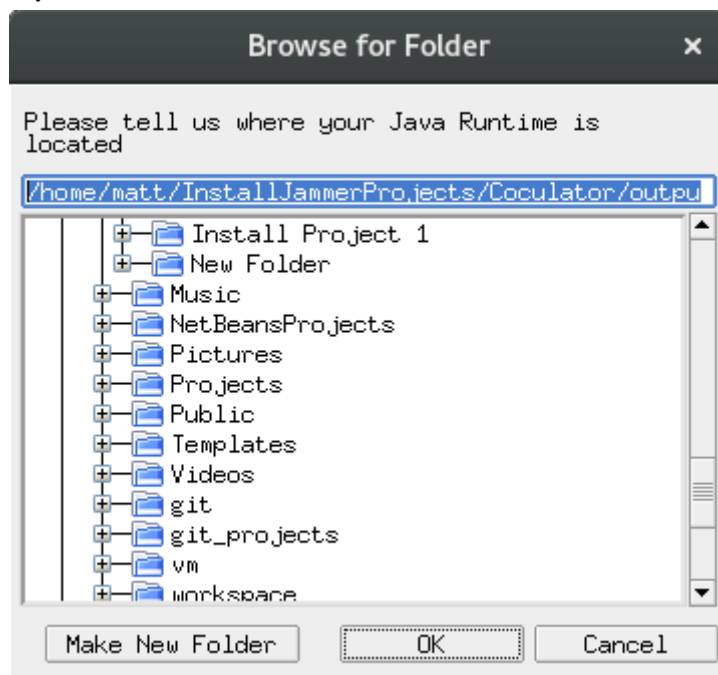 Browse for Folder ×
Please tell us where your Java Runtime is
located
/home/matt/InstallJammerProjects/Coculator/outpu
Install Project 1
New Folder
Music
NetBeansProjects
Pictures
Projects
Public
Templates
Videos
git
git_projects
vm
workspace
Make New Folder OK Cancel